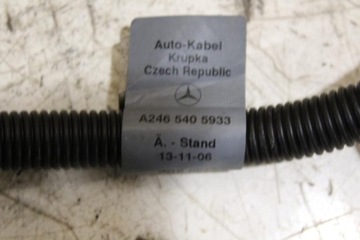 Auto-Kabel
Krupka
Czech Republic
A246 540 5933
Ä. - Stand
13-11-06